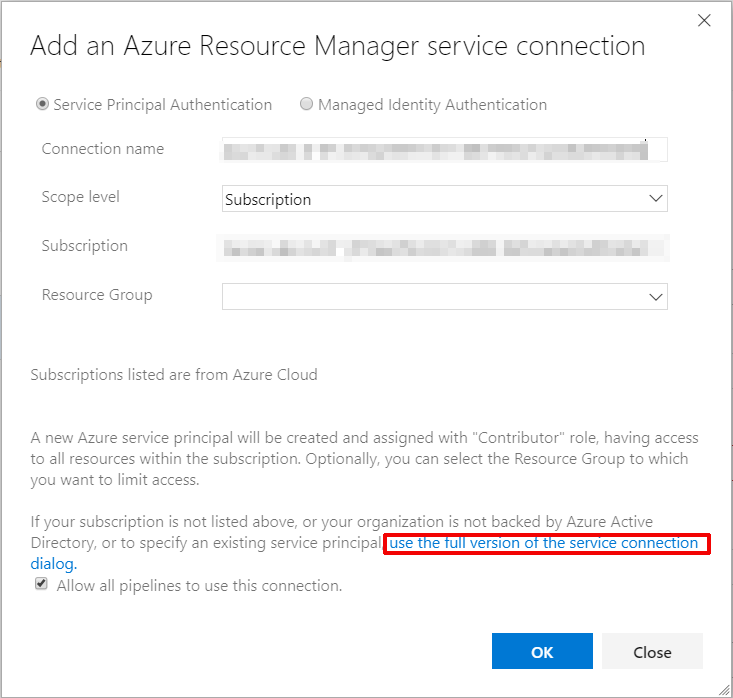 Add an Azure Resource Manager service connection
Service Principal Authentication Managed Identity Authentication
Connection name
Scope level Subscription
Subscription
Resource Group
Subscriptions listed are from Azure Cloud
A new Azure service principal will be created and assigned with "Contributor" role, having access
to all resources within the subscription. Optionally, you can select the Resource Group to which
you want to limit access.
If your subscription is not listed above, or your organization is not backed by Azure Active
Directory, or to specify an existing service principal, use the full version of the service connection
dialog.
Allow all pipelines to use this connection.
OK Close